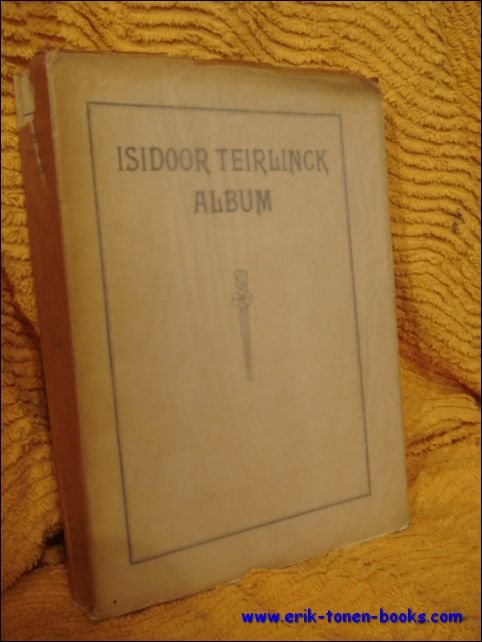 ISIDOOR TEIRLINCK
ALBUM
www.erik-tonen-books.com